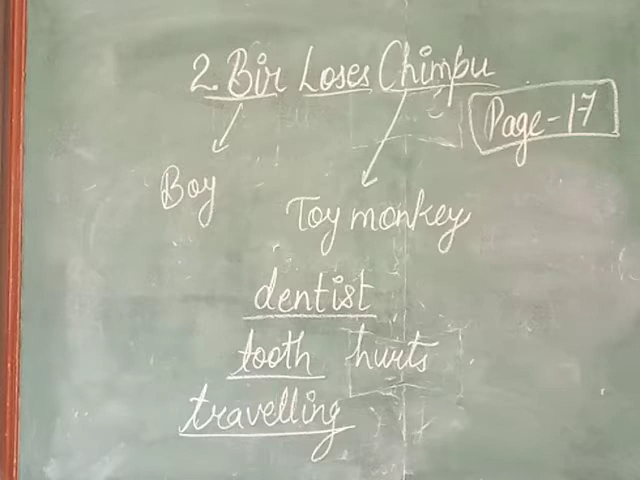 2 Bir Loses Chimpu
Page-17
Boy
Toy monkey
dentist
tooth hurts
travelling